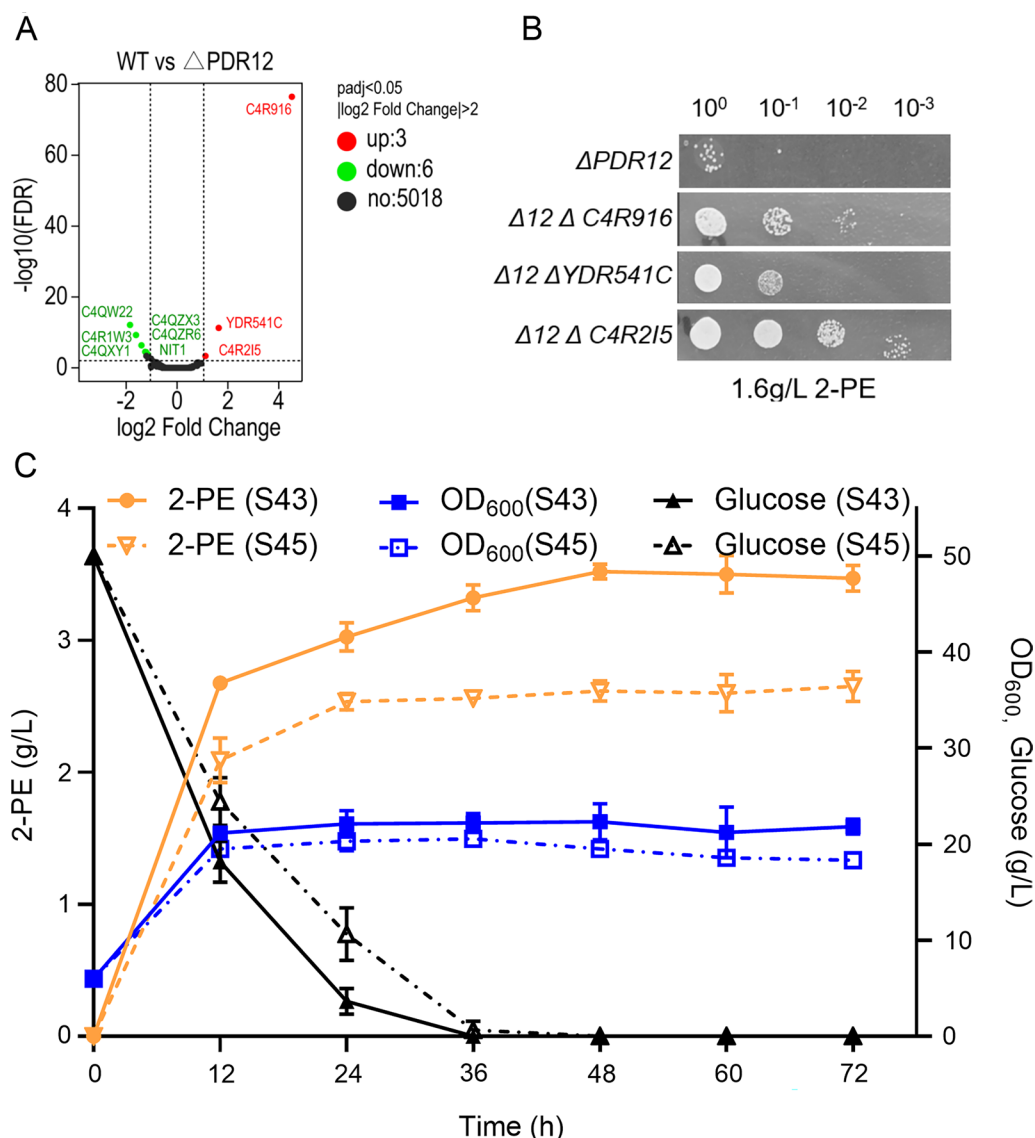 A
WT vs △PDR12
80
60
40
20
0
-log10(FDR)
-2
0
2
4
log2 Fold Change
C4R916
C4QW22
C4R1W3
C4QXY1
C4QZX3
C4QZR6
NIT1
YDR541C
C4R2I5
padj<0.05
|log2 Fold Change|>2
up:3
down:6
no:5018
B
10⁰ 10⁻¹ 10⁻² 10⁻³
ΔPDR12
Δ12 Δ C4R916
Δ12 ΔYDR541C
Δ12 Δ C4R2I5
1.6g/L 2-PE
C
2-PE (S43) OD₆₀₀(S43) Glucose (S43)
2-PE (S45) OD₆₀₀(S45) Glucose (S45)
4
3
2
1
0
2-PE (g/L)
50
40
30
20
10
0
OD₆₀₀, Glucose (g/L)
0 12 24 36 48 60 72
Time (h)